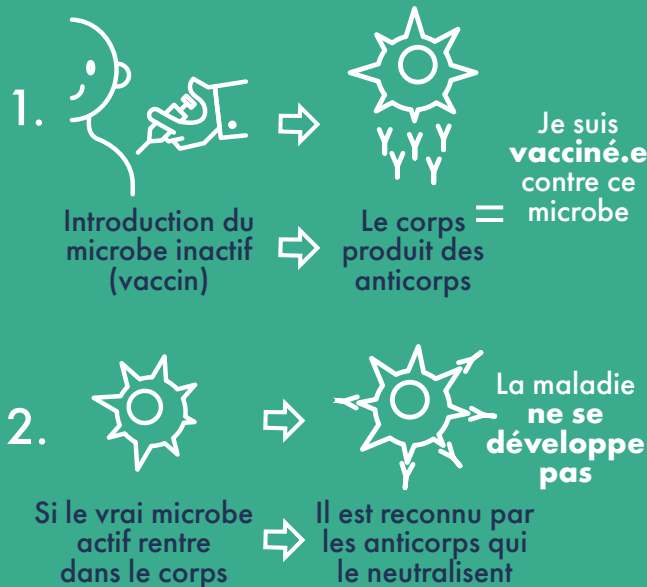 1.
Introduction du
microbe inactif
(vaccin)
Le corps
produit des
anticorps
=
Je suis
vacciné.e
contre ce
microbe
2.
Si le vrai microbe
actif rentre
dans le corps
Il est reconnu par
les anticorps qui
le neutralisent
La maladie
ne se
développe
pas